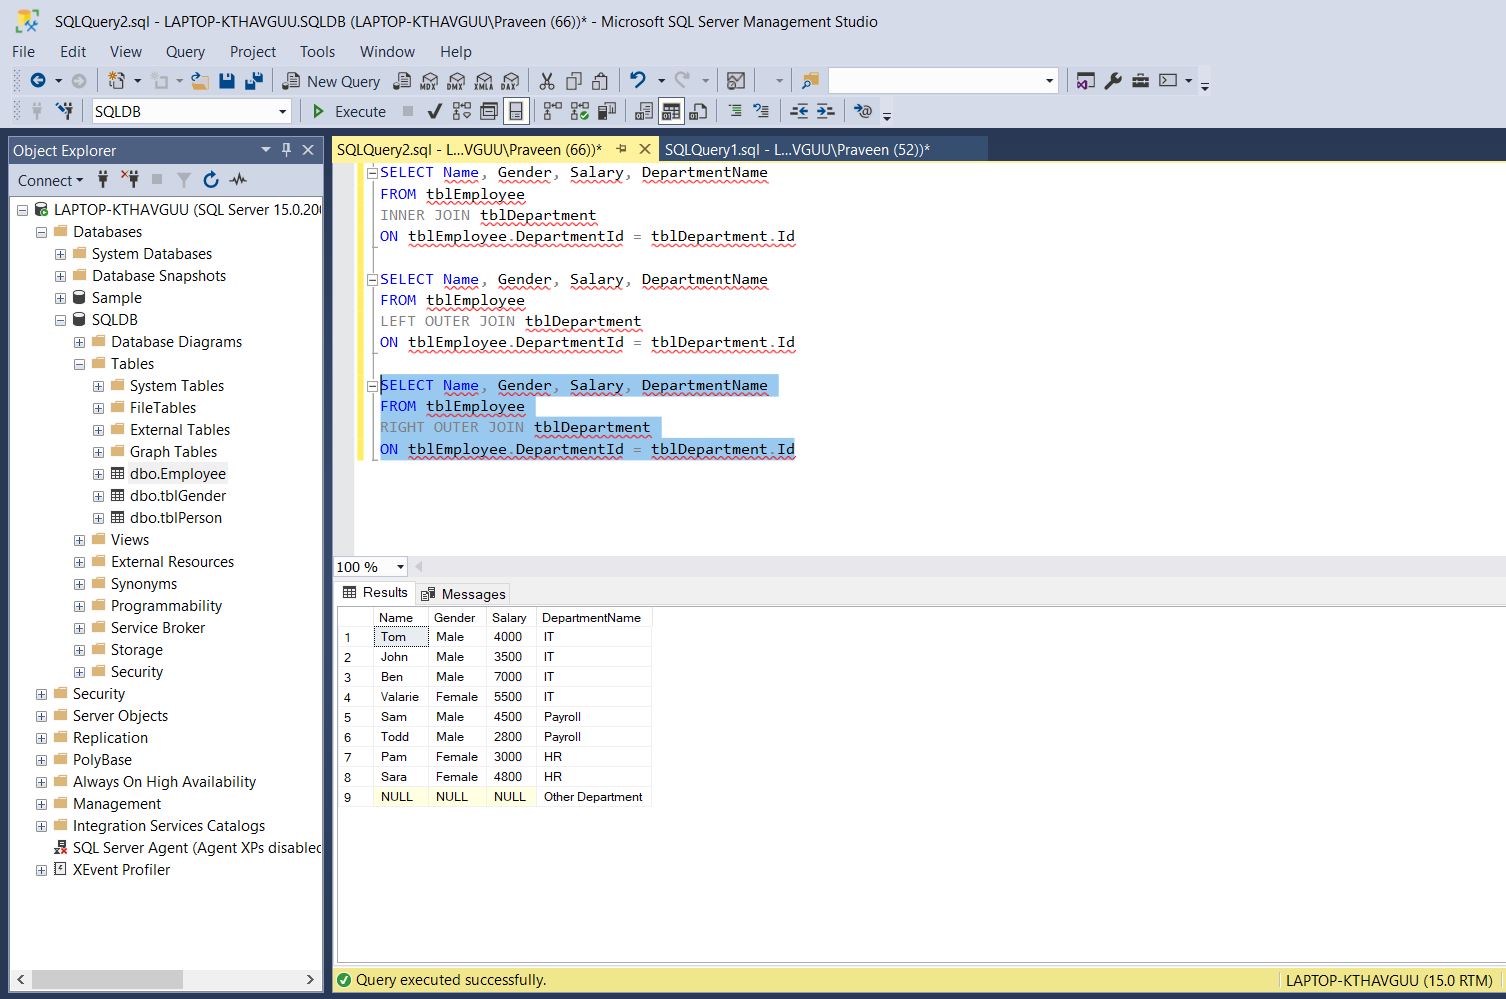 SQLQuery2.sql - LAPTOP-KTHAVGUU.SQLDB (LAPTOP-KTHAVGUU\Praveen (66))* - Microsoft SQL Server Management Studio
File Edit View Query Project Tools Window Help
New Query MDX DMX XMLA DAX
SQLDB Execute
Object Explorer
Connect
LAPTOP-KTHAVGUU (SQL Server 15.0.200
Databases
System Databases
Database Snapshots
Sample
SQLDB
Database Diagrams
Tables
System Tables
FileTables
External Tables
Graph Tables
dbo.Employee
dbo.tblGender
dbo.tblPerson
Views
External Resources
Synonyms
Programmability
Service Broker
Storage
Security
Security
Server Objects
Replication
PolyBase
Always On High Availability
Management
Integration Services Catalogs
SQL Server Agent (Agent XPs disabled
XEvent Profiler
SQLQuery2.sql - L...VGUU\Praveen (66))* SQLQuery1.sql - L...VGUU\Praveen (52))*
SELECT Name, Gender, Salary, DepartmentName
FROM tblEmployee
INNER JOIN tblDepartment
ON tblEmployee.DepartmentId = tblDepartment.Id
SELECT Name, Gender, Salary, DepartmentName
FROM tblEmployee
LEFT OUTER JOIN tblDepartment
ON tblEmployee.DepartmentId = tblDepartment.Id
SELECT Name, Gender, Salary, DepartmentName
FROM tblEmployee
RIGHT OUTER JOIN tblDepartment
ON tblEmployee.DepartmentId = tblDepartment.Id
100 %
Results Messages
Name Gender Salary DepartmentName
1 Tom Male 4000 IT
2 John Male 3500 IT
3 Ben Male 7000 IT
4 Valarie Female 5500 IT
5 Sam Male 4500 Payroll
6 Todd Male 2800 Payroll
7 Pam Female 3000 HR
8 Sara Female 4800 HR
9 NULL NULL NULL Other Department
Query executed successfully. LAPTOP-KTHAVGUU (15.0 RTM)